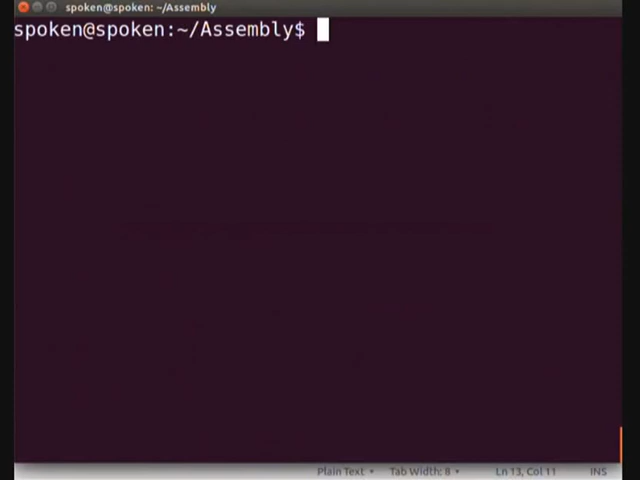 spoken@spoken: ~/Assembly
spoken@spoken:~/Assembly$
Plain Text Tab Width: 8 Ln 13, Col 11 INS